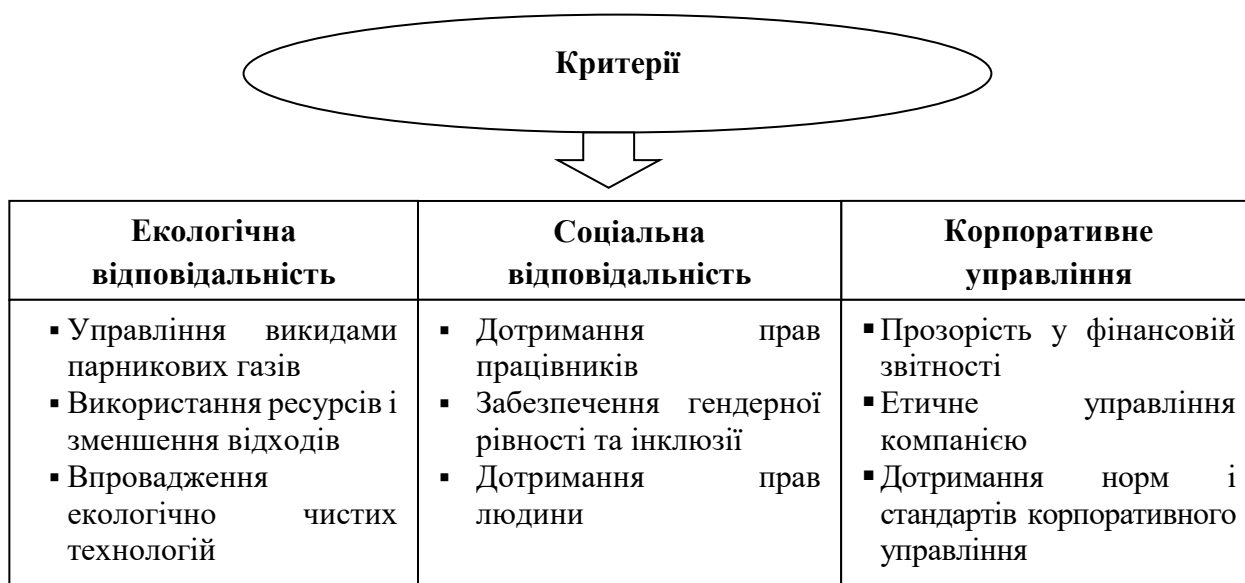 Критерії
Екологічна
відповідальність
Соціальна
відповідальність
Корпоративне
управління
▪ Управління викидами
парникових газів
▪ Використання ресурсів і
зменшення відходів
▪ Впровадження
екологічно чистих
технологій
▪ Дотримання прав
працівників
▪ Забезпечення гендерної
рівності та інклюзії
▪ Дотримання прав
людини
▪ Прозорість у фінансовій
звітності
▪ Етичне управління
компанією
▪ Дотримання норм і
стандартів корпоративного
управління